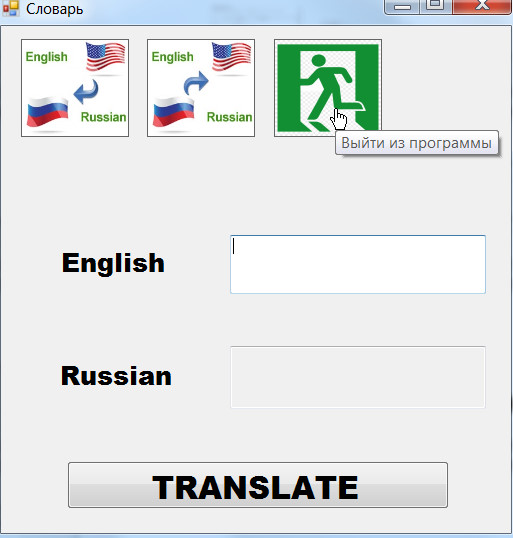 Словарь
English
Russian
English
Russian
Выйти из программы
English
Russian
TRANSLATE